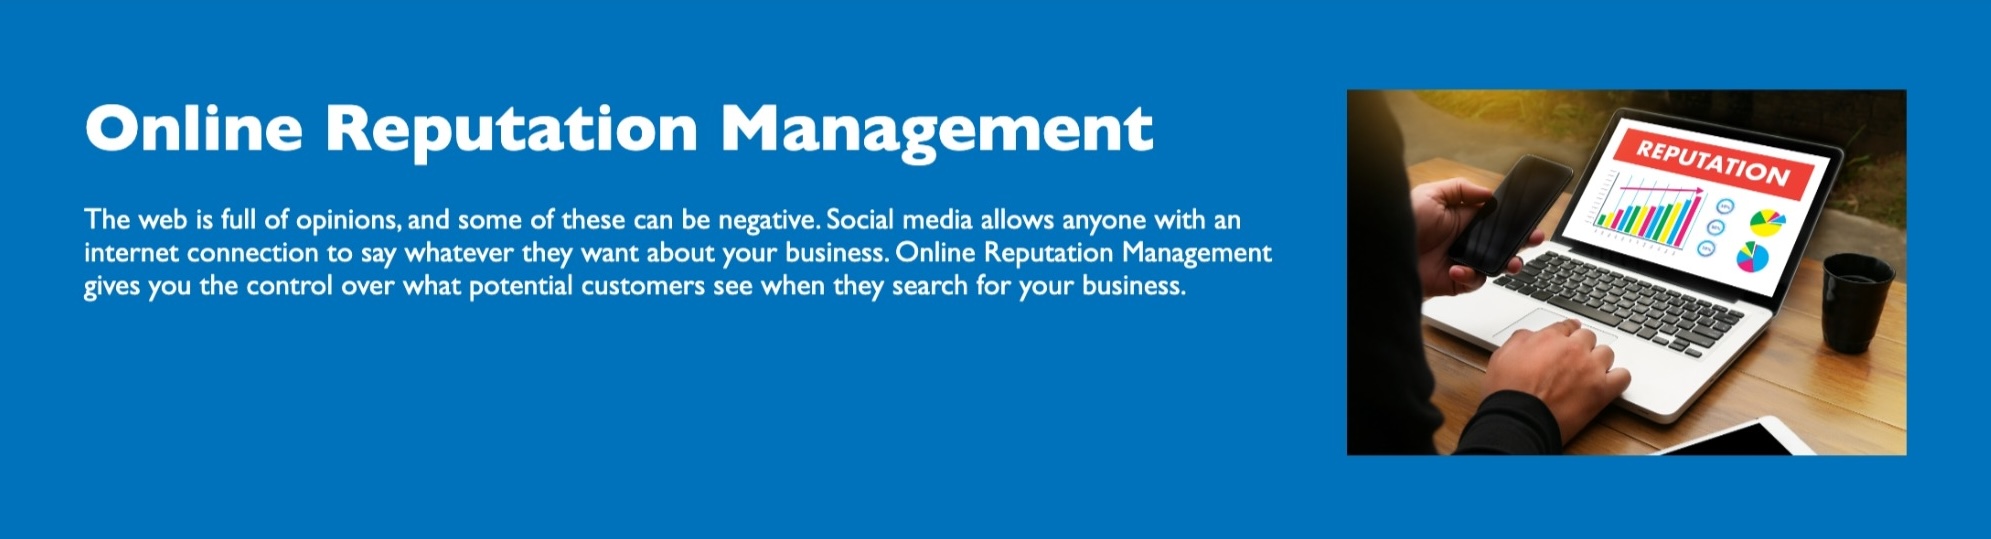 Online Reputation Management
The web is full of opinions, and some of these can be negative. Social media allows anyone with an
internet connection to say whatever they want about your business. Online Reputation Management
gives you the control over what potential customers see when they search for your business.
REPUTATION